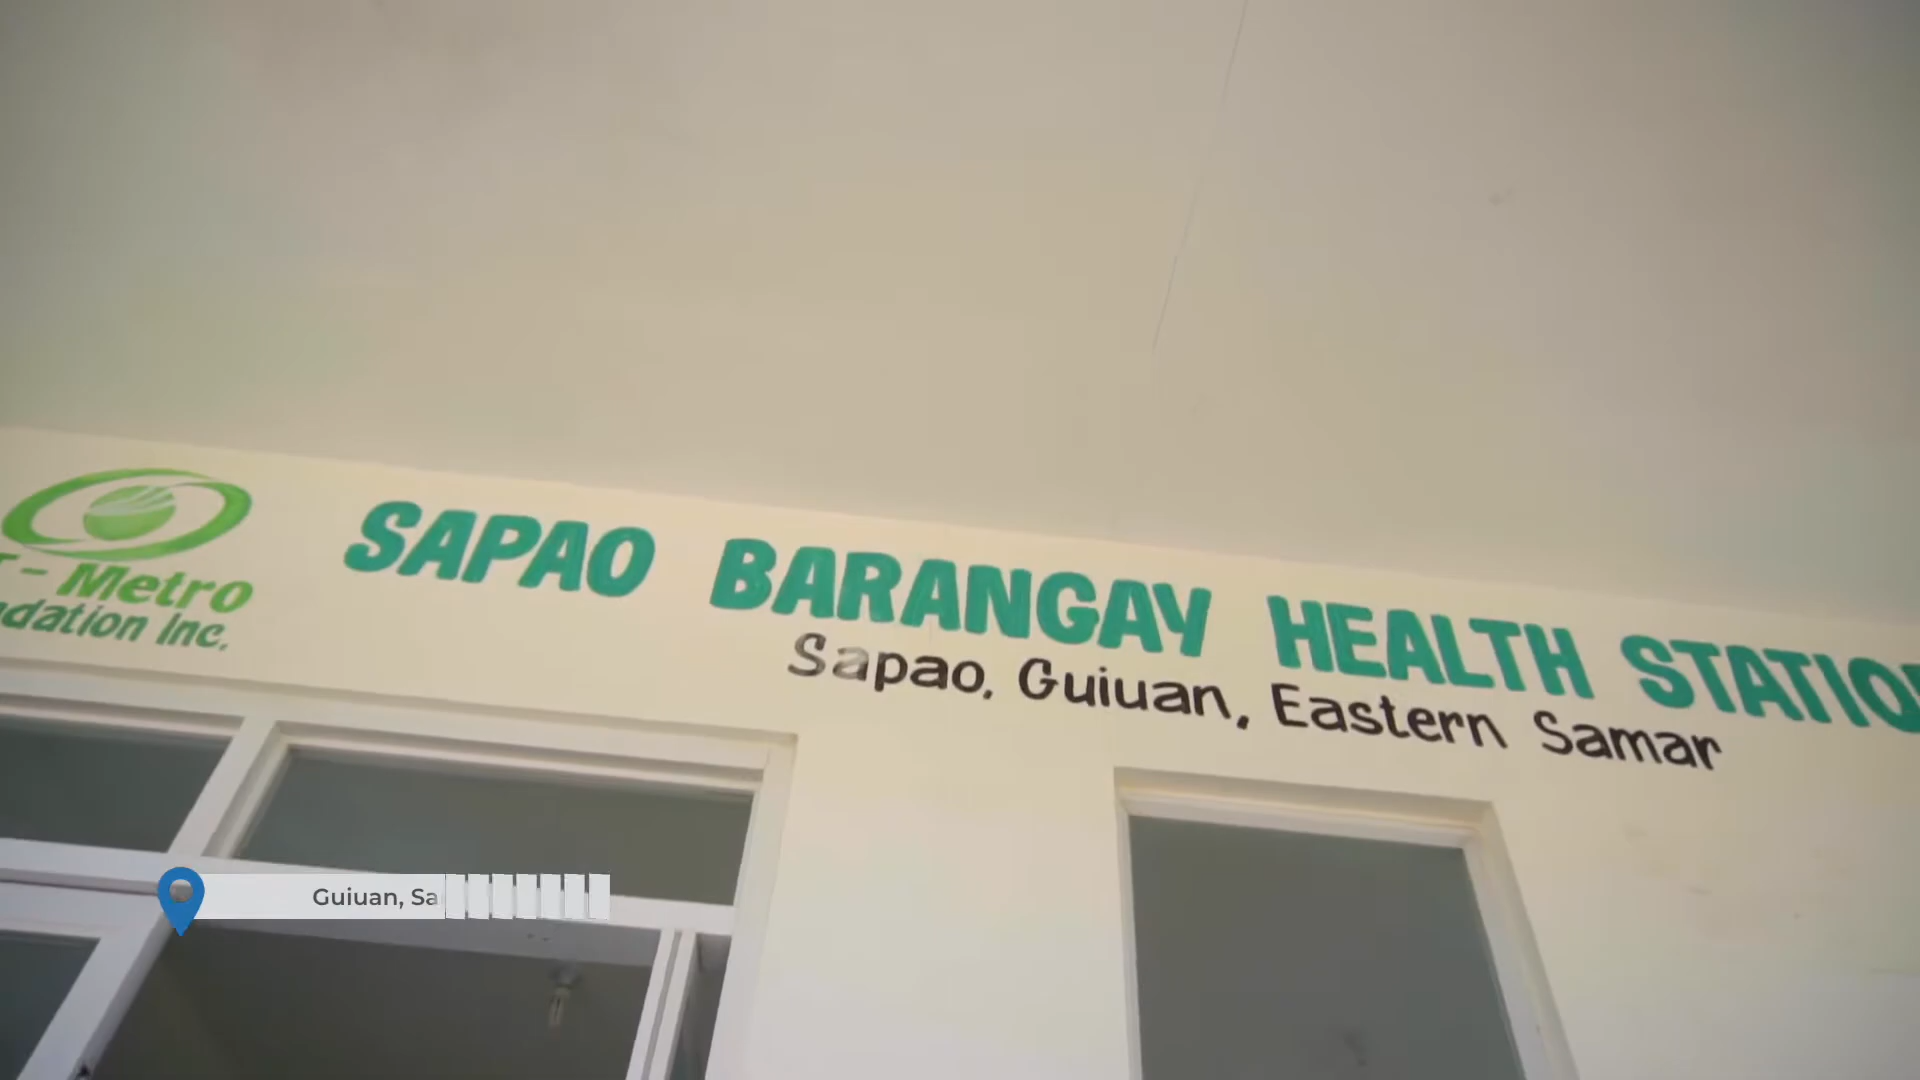 - Metro
dation Inc.
SAPAO BARANGAY HEALTH STATIO
Sapao, Guiuan, Eastern Samar
Guiuan, Sa